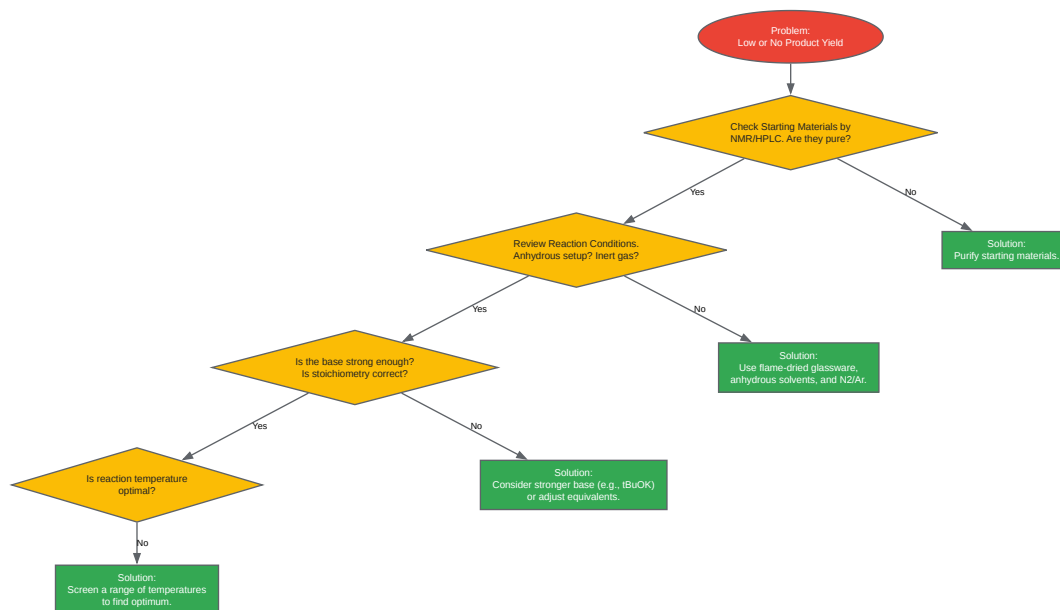 Problem:
Low or No Product Yield
Check Starting Materials by
NMR/HPLC. Are they pure?
Yes
No
Review Reaction Conditions.
Anhydrous setup? Inert gas?
Solution:
Purify starting materials.
Yes
No
Is the base strong enough?
Is stoichiometry correct?
Solution:
Use flame-dried glassware,
anhydrous solvents, and N2/Ar.
Yes
No
Is reaction temperature
optimal?
Solution:
Consider stronger base (e.g., tBuOK)
or adjust equivalents.
No
Solution:
Screen a range of temperatures
to find optimum.